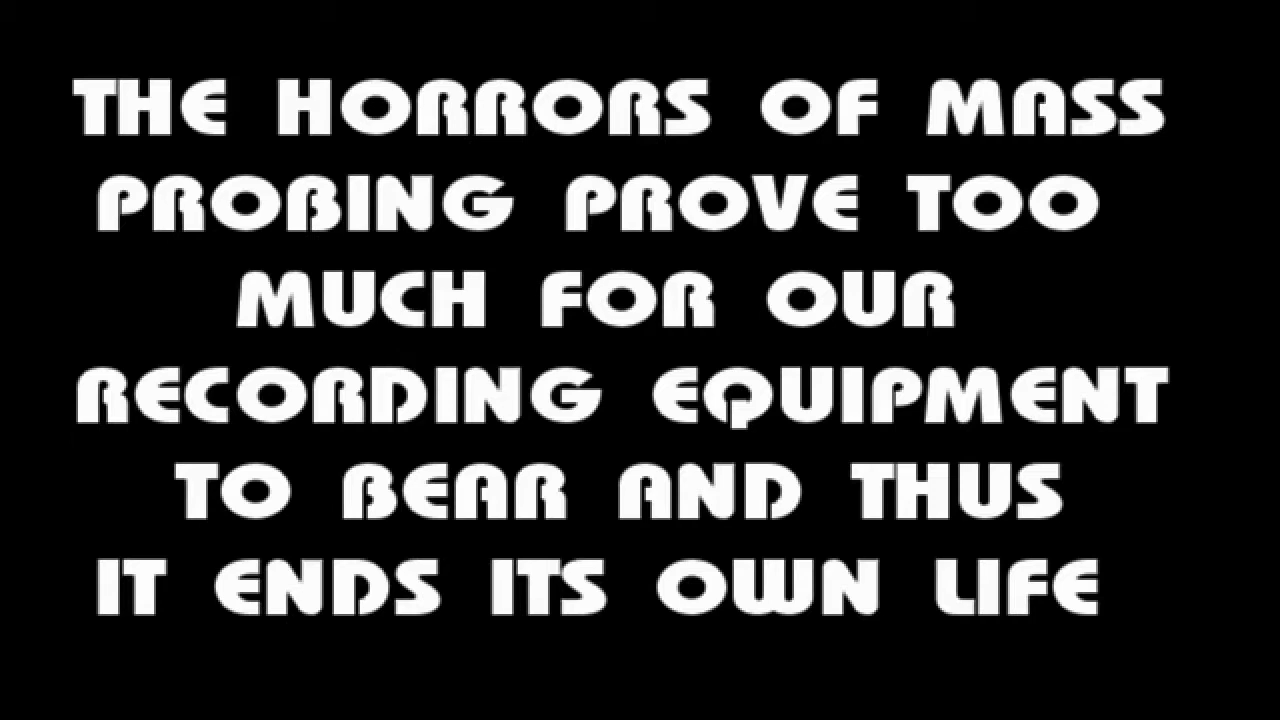 THE HORRORS OF MASS
PROBING PROVE TOO
MUCH FOR OUR
RECORDING EQUIPMENT
TO BEAR AND THUS
IT ENDS ITS OWN LIFE